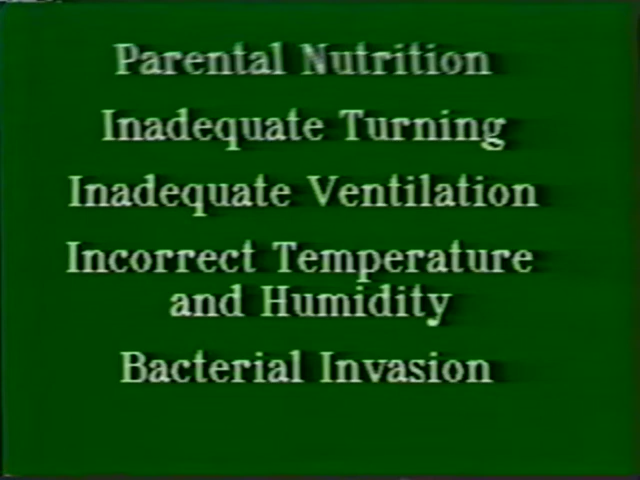 Parental Nutrition
Inadequate Turning
Inadequate Ventilation
Incorrect Temperature
and Humidity
Bacterial Invasion